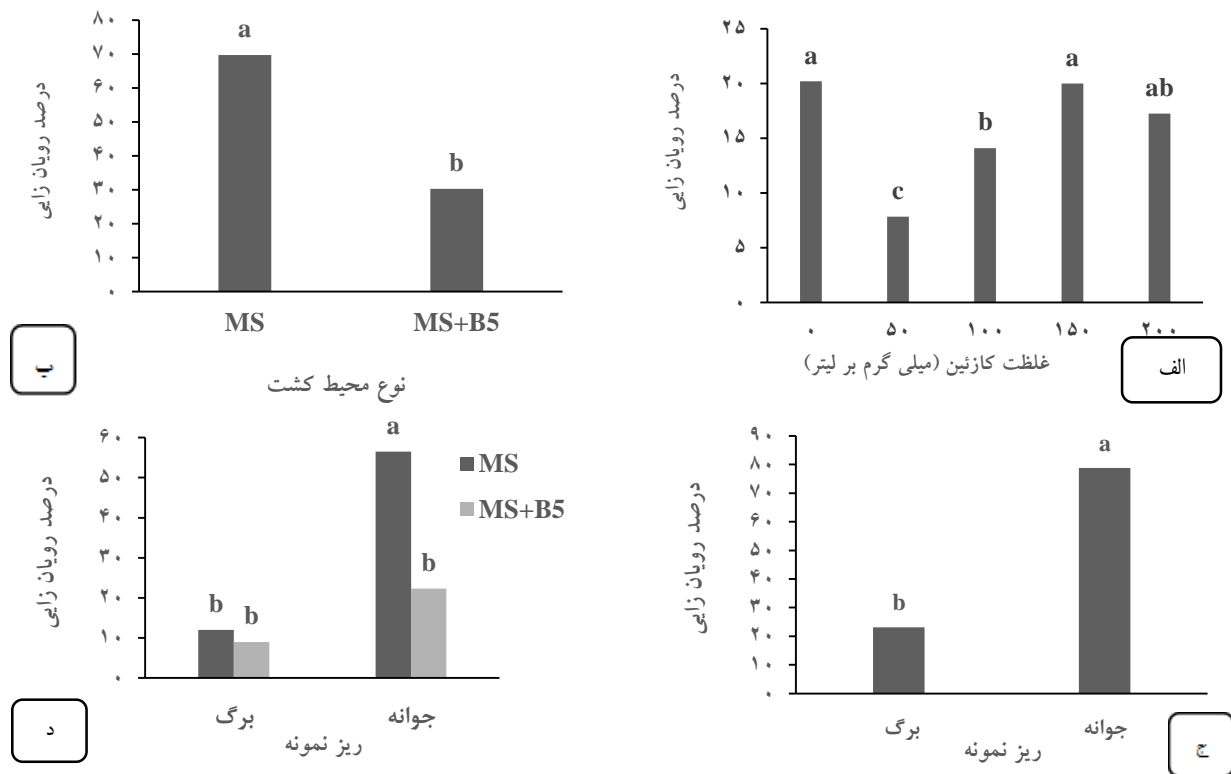 درصد رویان زایی
۲۵
۲۰
۱۵
۱۰
۵
۰
a
c
b
a
ab
۰ ۵۰ ۱۰۰ ۱۵۰ ۲۰۰
غلظت کازئین (میلی گرم بر لیتر)
الف
درصد رویان زایی
۸۰
۷۰
۶۰
۵۰
۴۰
۳۰
۲۰
۱۰
۰
a
b
MS MS+B5
نوع محیط کشت
ب
درصد رویان زایی
۹۰
۸۰
۷۰
۶۰
۵۰
۴۰
۳۰
۲۰
۱۰
۰
b
a
برگ جوانه
ریز نمونه
ج
درصد رویان زایی
۶۰
۵۰
۴۰
۳۰
۲۰
۱۰
۰
b
b
a
b
MS
MS+B5
برگ جوانه
ریز نمونه
د